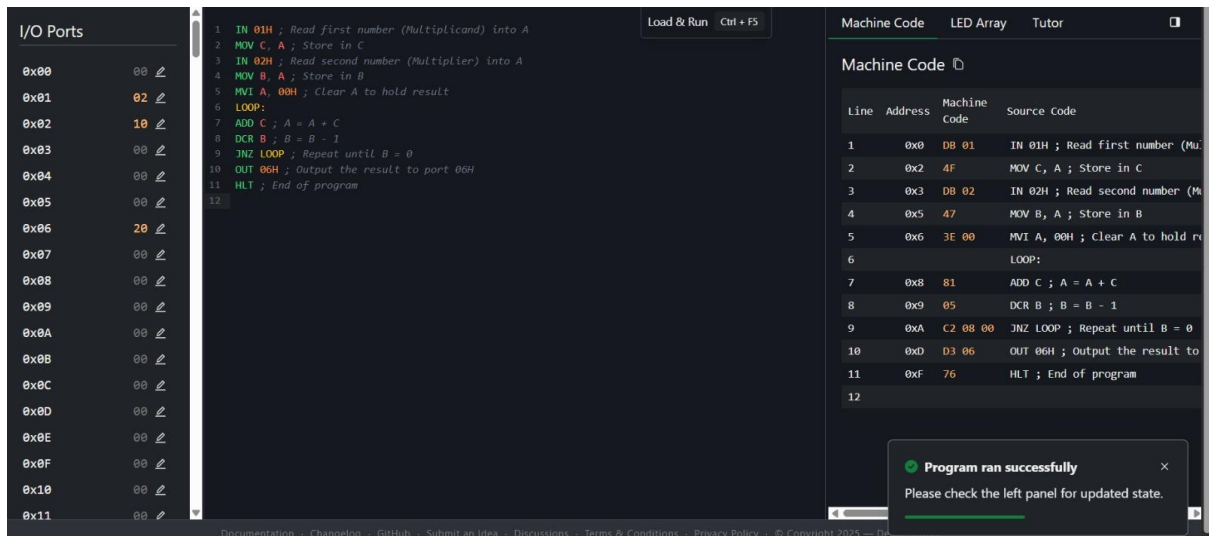 I/O Ports
0x00 00
0x01 02
0x02 10
0x03 00
0x04 00
0x05 00
0x06 20
0x07 00
0x08 00
0x09 00
0x0A 00
0x0B 00
0x0C 00
0x0D 00
0x0E 00
0x0F 00
0x10 00
0x11 00
Load & Run Ctrl + F5
1 IN 01H ; Read first number (Multiplicand) into A
2 MOV C, A ; Store in C
3 IN 02H ; Read second number (Multiplier) into A
4 MOV B, A ; Store in B
5 MVI A, 00H ; Clear A to hold result
6 LOOP:
7 ADD C ; A = A + C
8 DCR B ; B = B - 1
9 JNZ LOOP ; Repeat until B = 0
10 OUT 06H ; Output the result to port 06H
11 HLT ; End of program
12
Machine Code LED Array Tutor
Machine Code
Line Address Machine Code Source Code
1 0x0 DB 01 IN 01H ; Read first number (Mul
2 0x2 4F MOV C, A ; Store in C
3 0x3 DB 02 IN 02H ; Read second number (Mu
4 0x5 47 MOV B, A ; Store in B
5 0x6 3E 00 MVI A, 00H ; Clear A to hold re
6 LOOP:
7 0x8 81 ADD C ; A = A + C
8 0x9 05 DCR B ; B = B - 1
9 0xA C2 08 00 JNZ LOOP ; Repeat until B = 0
10 0xD D3 06 OUT 06H ; Output the result to
11 0xF 76 HLT ; End of program
12
Program ran successfully
Please check the left panel for updated state.
Documentation · Changelog · GitHub · Submit an Idea · Discussions · Terms & Conditions · Privacy Policy · © Copyright 2025 —